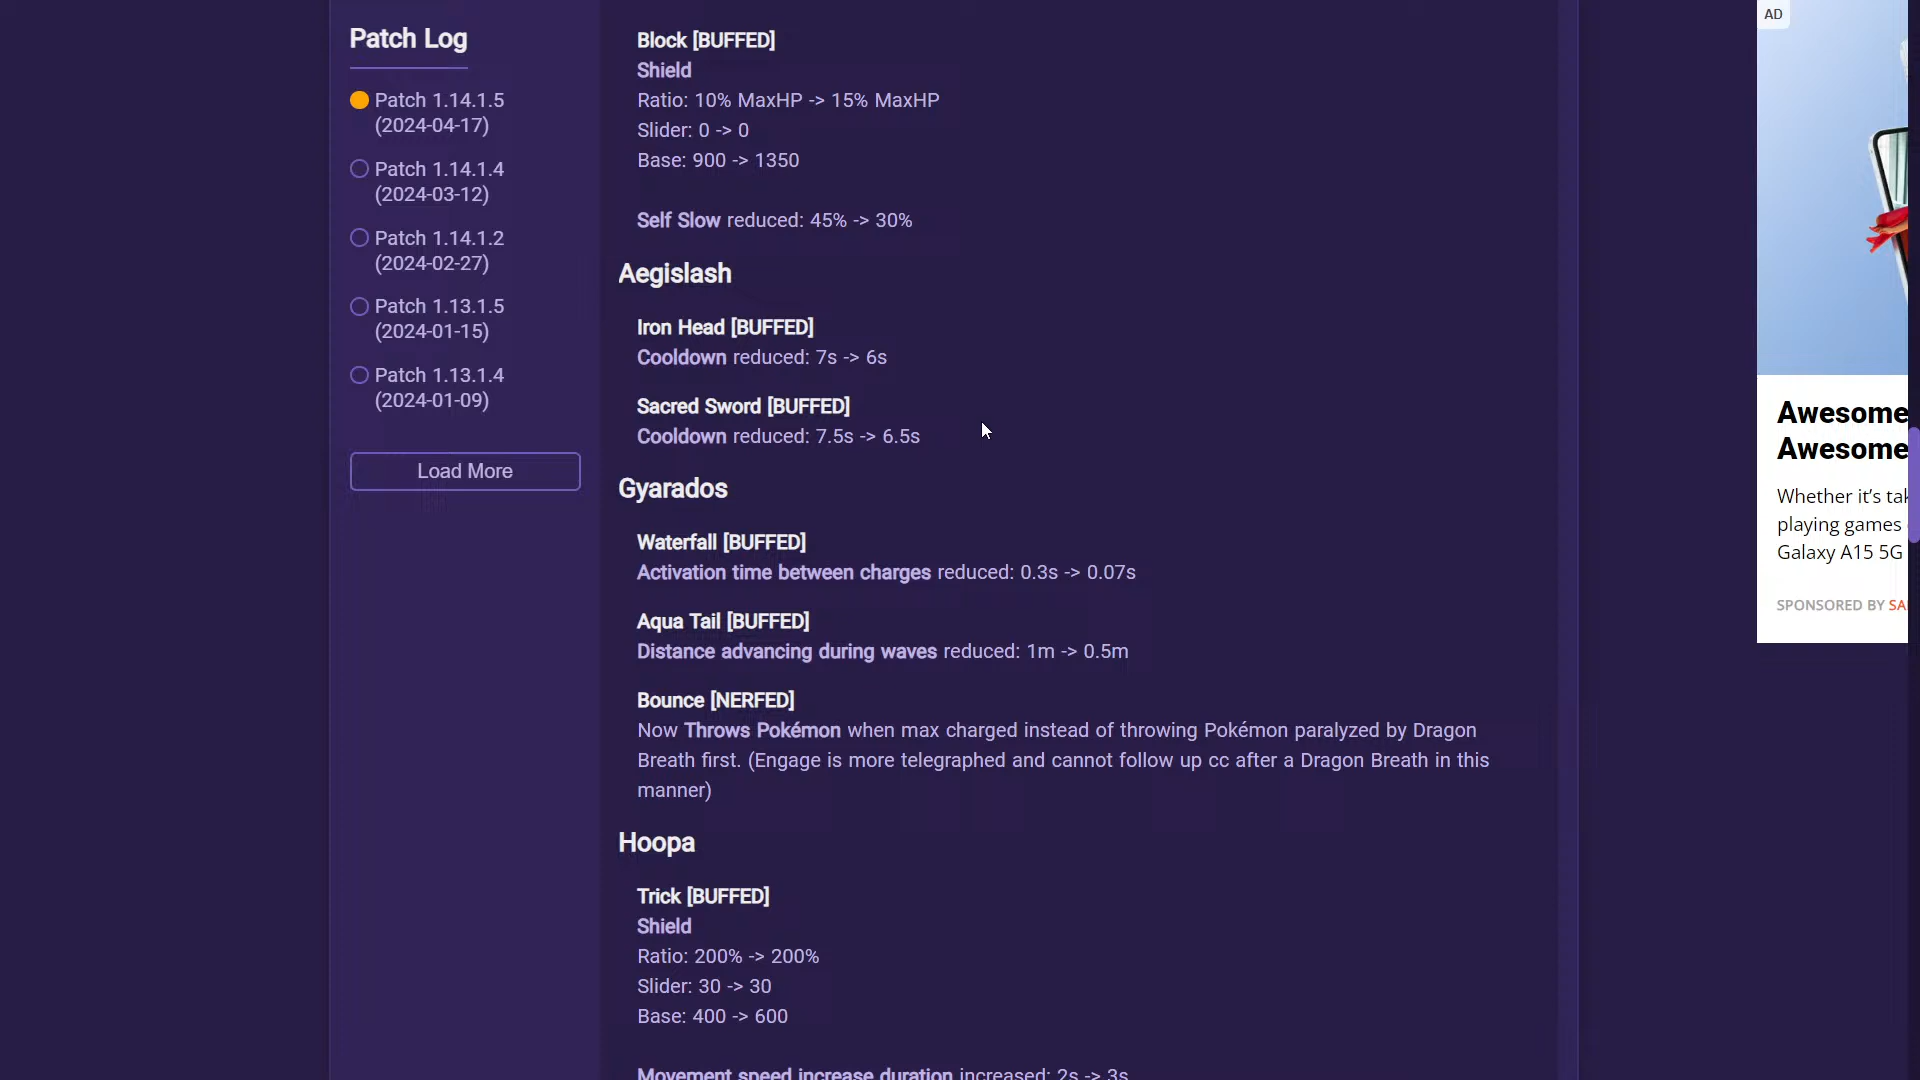 Patch Log
Patch 1.14.1.5
(2024-04-17)
Patch 1.14.1.4
(2024-03-12)
Patch 1.14.1.2
(2024-02-27)
Patch 1.13.1.5
(2024-01-15)
Patch 1.13.1.4
(2024-01-09)
Load More
Block [BUFFED]
Shield
Ratio: 10% MaxHP -> 15% MaxHP
Slider: 0 -> 0
Base: 900 -> 1350
Self Slow reduced: 45% -> 30%
Aegislash
Iron Head [BUFFED]
Cooldown reduced: 7s -> 6s
Sacred Sword [BUFFED]
Cooldown reduced: 7.5s -> 6.5s
Gyarados
Waterfall [BUFFED]
Activation time between charges reduced: 0.3s -> 0.07s
Aqua Tail [BUFFED]
Distance advancing during waves reduced: 1m -> 0.5m
Bounce [NERFED]
Now Throws Pokémon when max charged instead of throwing Pokémon paralyzed by Dragon
Breath first. (Engage is more telegraphed and cannot follow up cc after a Dragon Breath in this
manner)
Hoopa
Trick [BUFFED]
Shield
Ratio: 200% -> 200%
Slider: 30 -> 30
Base: 400 -> 600
Movement speed increase duration increased: 2s -> 3s
AD
Awesome
Awesome
Whether it's tak
playing games
Galaxy A15 5G
SPONSORED BY SA